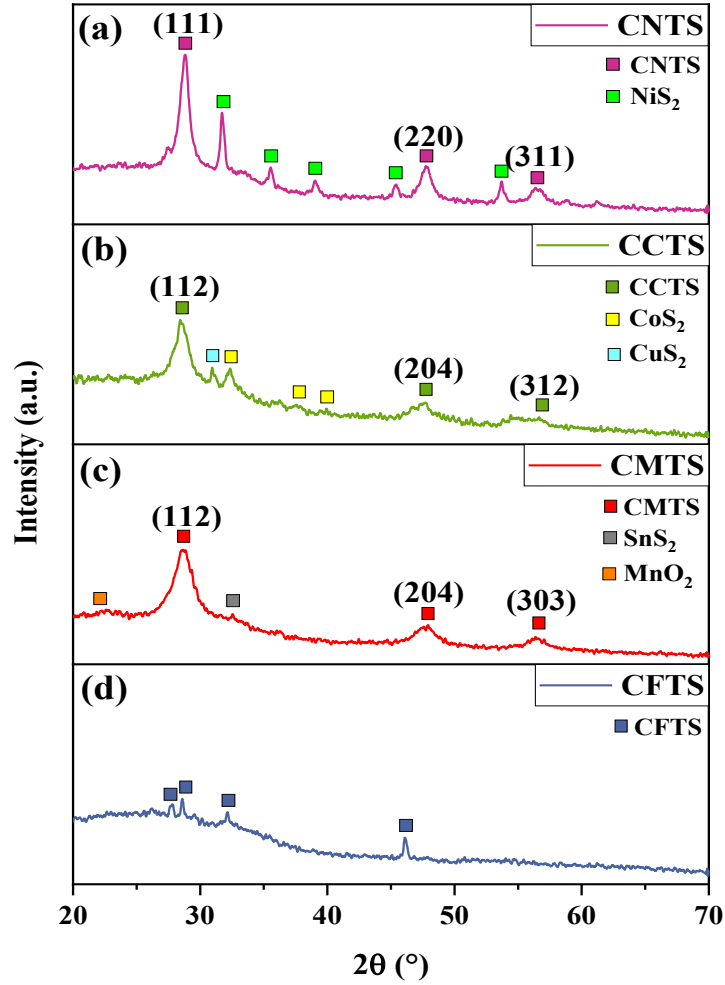 (a)
(111)
CNTS
CNTS
NiS₂
(220)
(311)
(b)
(112)
CCTS
CCTS
CoS₂
CuS₂
(204)
(312)
(c)
(112)
CMTS
CMTS
SnS₂
MnO₂
(204)
(303)
(d)
CFTS
CFTS
Intensity (a.u.)
20 30 40 50 60 70
2θ (°)